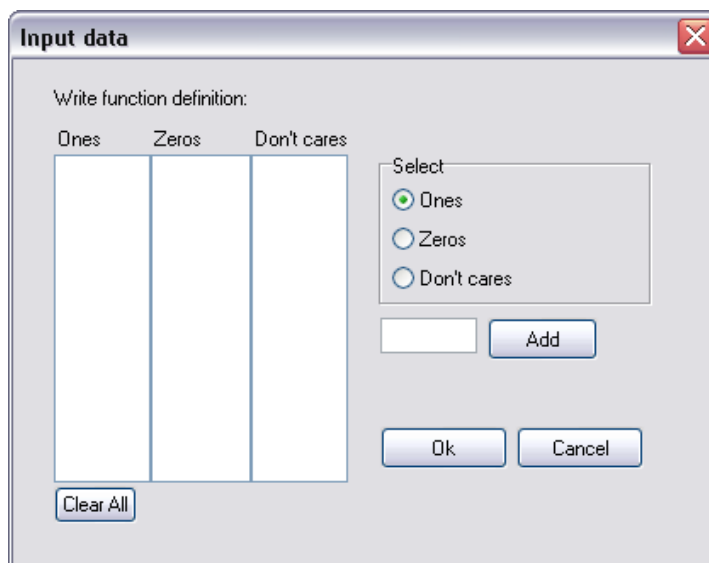 Input data
Write function definition:
Ones Zeros Don't cares
Select
Ones
Zeros
Don't cares
Add
Ok Cancel
Clear All